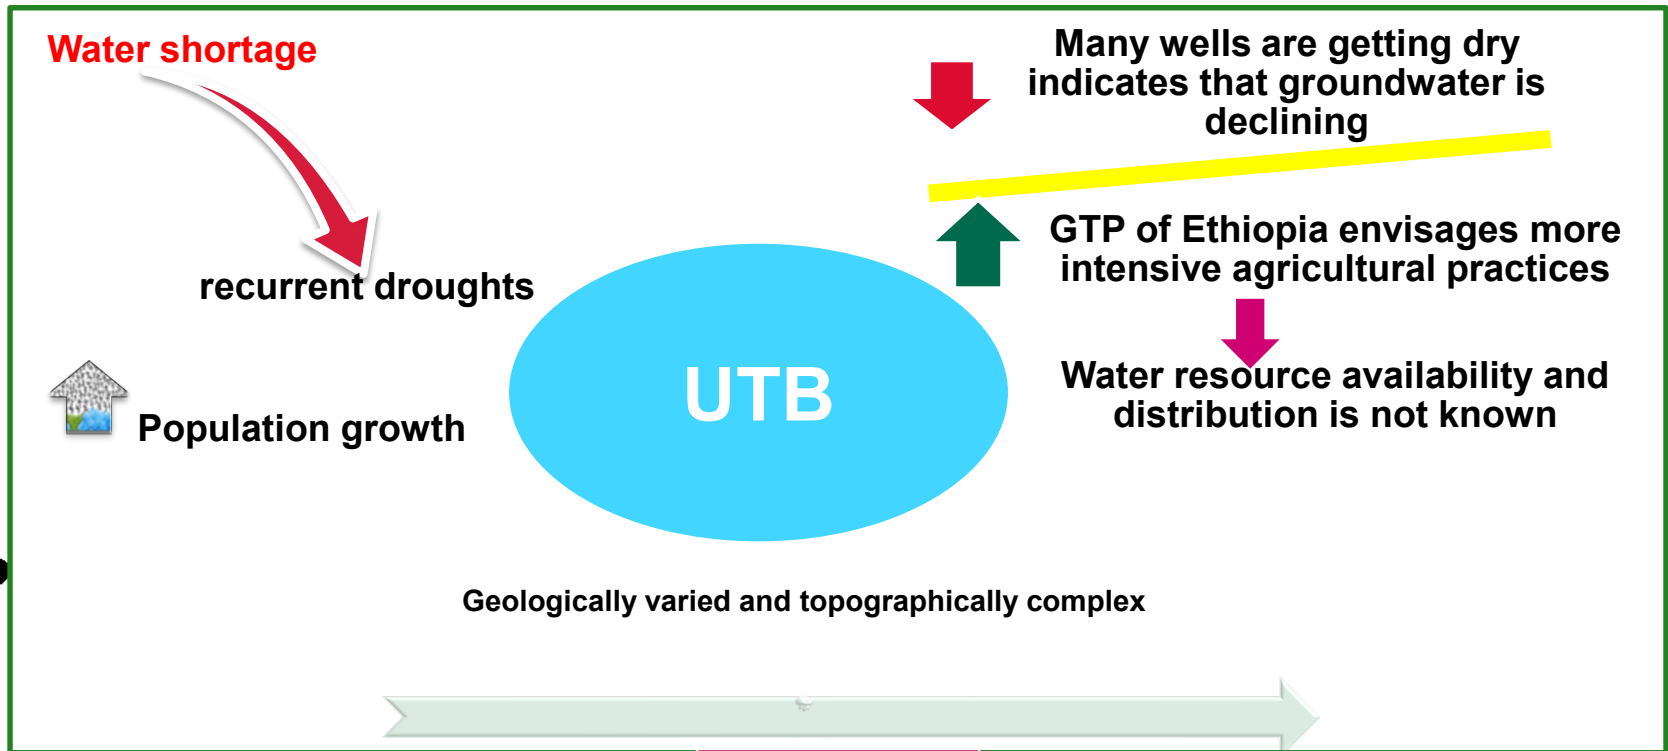 Water shortage
recurrent droughts
Population growth
UTB
Many wells are getting dry
indicates that groundwater is
declining
GTP of Ethiopia envisages more
intensive agricultural practices
Water resource availability and
distribution is not known
Geologically varied and topographically complex